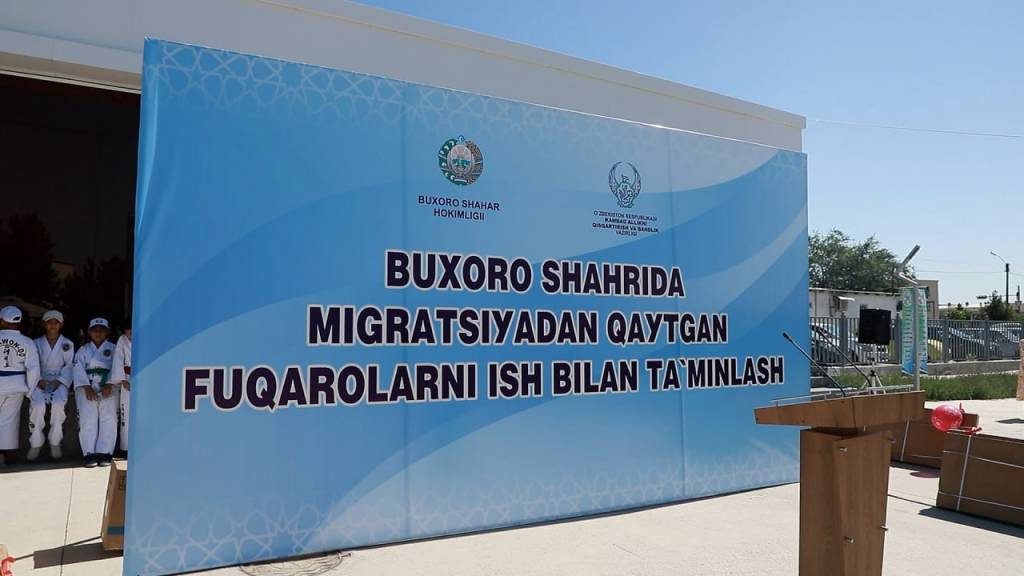 BUXORO SHAHAR
HOKIMLIGI
O`ZBEKISTON RESPUBLIKASI
KAMBAG`ALLIKNI
QISQARTIRISH VA BANDLIK
VAZIRLIGI
BUXORO SHAHRIDA
MIGRATSIYADAN QAYTGAN
FUQAROLARNI ISH BILAN TA`MINLASH